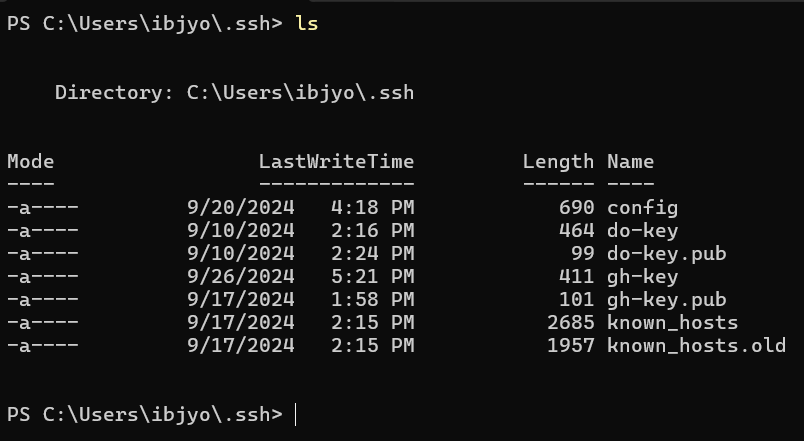 PS C:\Users\ibjyo\.ssh> ls
Directory: C:\Users\ibjyo\.ssh
Mode                 LastWriteTime         Length Name
----                 -------------         ------ ----
-a----         9/20/2024   4:18 PM            690 config
-a----         9/10/2024   2:16 PM            464 do-key
-a----         9/10/2024   2:24 PM             99 do-key.pub
-a----         9/26/2024   5:21 PM            411 gh-key
-a----         9/17/2024   1:58 PM            101 gh-key.pub
-a----         9/17/2024   2:15 PM           2685 known_hosts
-a----         9/17/2024   2:15 PM           1957 known_hosts.old
PS C:\Users\ibjyo\.ssh>